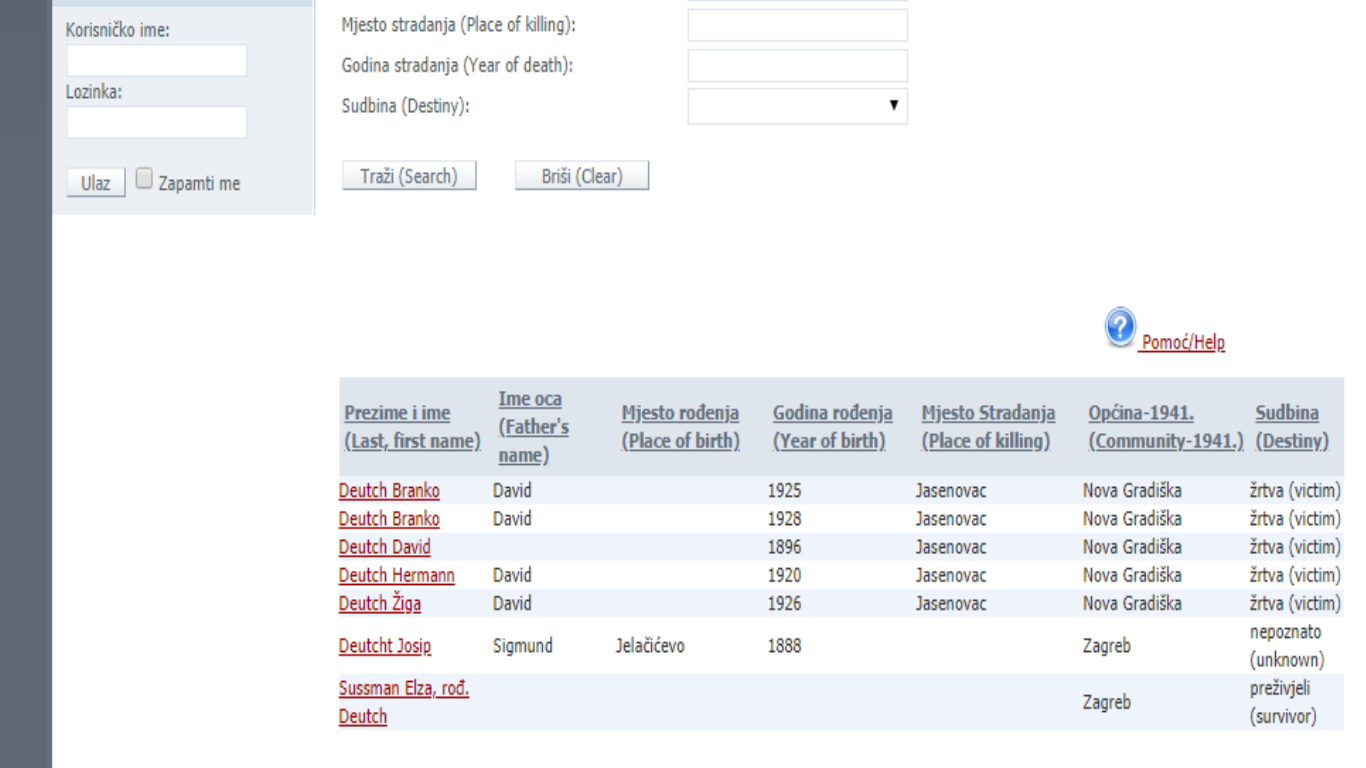 Korisničko ime:
Lozinka:
Ulaz
Zapamti me
Mjesto stradanja (Place of killing):
Godina stradanja (Year of death):
Sudbina (Destiny):
Traži (Search)
Briši (Clear)
Pomoć/Help
Prezime i ime (Last, first name) Ime oca (Father's name) Mjesto rođenja (Place of birth) Godina rođenja (Year of birth) Mjesto Stradanja (Place of killing) Općina-1941. (Community-1941.) Sudbina (Destiny)
Deutch Branko David 1925 Jasenovac Nova Gradiška žrtva (victim)
Deutch Branko David 1928 Jasenovac Nova Gradiška žrtva (victim)
Deutch David 1896 Jasenovac Nova Gradiška žrtva (victim)
Deutch Hermann David 1920 Jasenovac Nova Gradiška žrtva (victim)
Deutch Žiga David 1926 Jasenovac Nova Gradiška žrtva (victim)
Deutcht Josip Sigmund Jelačićevo 1888 Zagreb nepoznato (unknown)
Sussman Elza, rođ. Deutch Zagreb preživjeli (survivor)